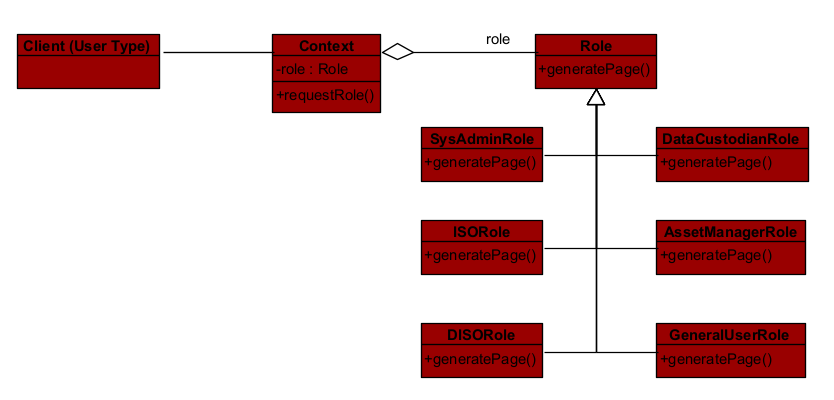 Client (User Type)
Context
-role : Role
+requestRole()
role
Role
+generatePage()
SysAdminRole
+generatePage()
DataCustodianRole
+generatePage()
ISORole
+generatePage()
AssetManagerRole
+generatePage()
DISORole
+generatePage()
GeneralUserRole
+generatePage()